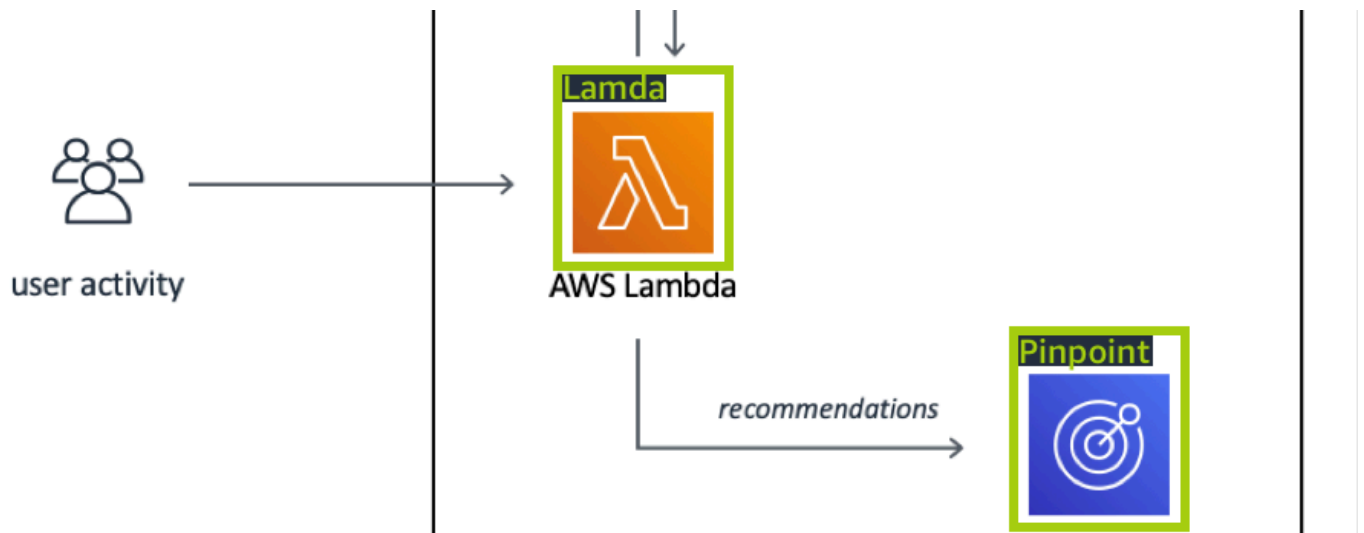 Lamda
AWS Lambda
user activity
Pinpoint
recommendations